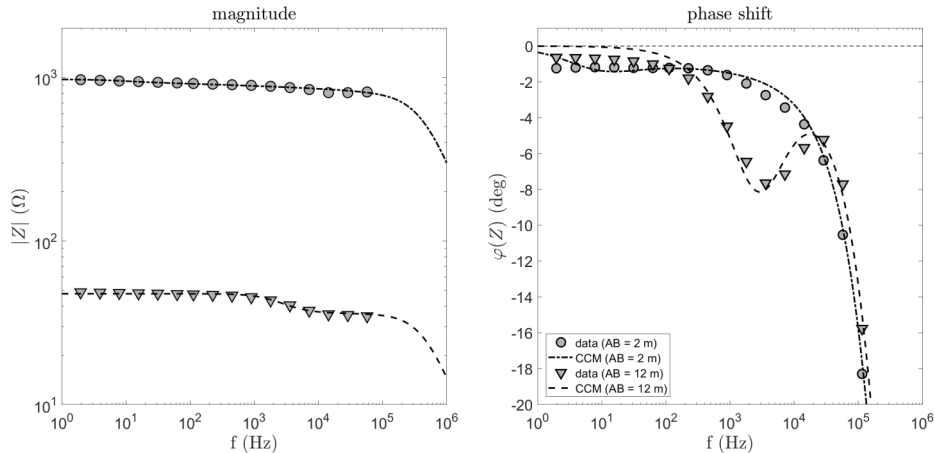 magnitude
phase shift
10³
10²
10¹
|Z| (Ω)
10⁰ 10¹ 10² 10³ 10⁴ 10⁵ 10⁶
f (Hz)
0
-2
-4
-6
-8
-10
-12
-14
-16
-18
-20
φ(Z) (deg)
data (AB = 2 m)
CCM (AB = 2 m)
data (AB = 12 m)
CCM (AB = 12 m)
10⁰ 10¹ 10² 10³ 10⁴ 10⁵ 10⁶
f (Hz)